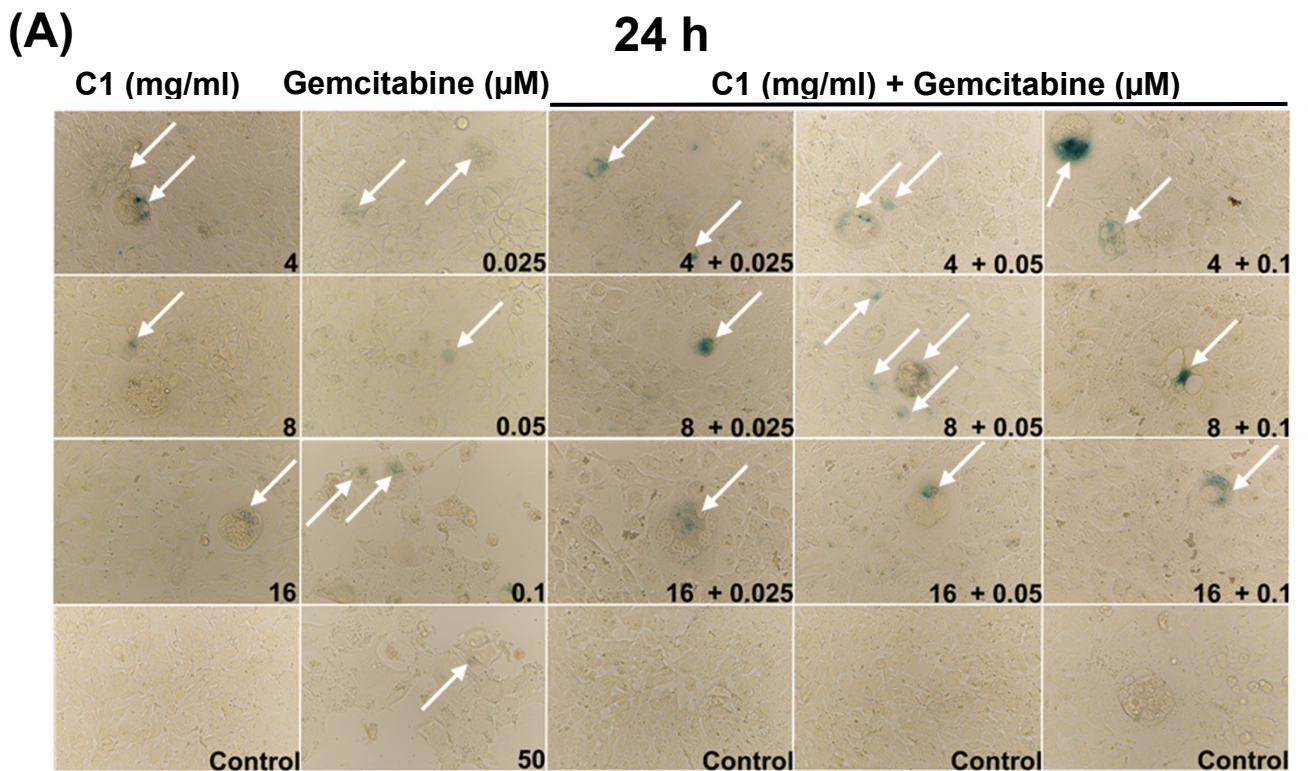 (A)
24 h
C1 (mg/ml) Gemcitabine (μM) C1 (mg/ml) + Gemcitabine (μM)
4 0.025 4 + 0.025 4 + 0.05 4 + 0.1
8 0.05 8 + 0.025 8 + 0.05 8 + 0.1
16 0.1 16 + 0.025 16 + 0.05 16 + 0.1
Control 50 Control Control Control